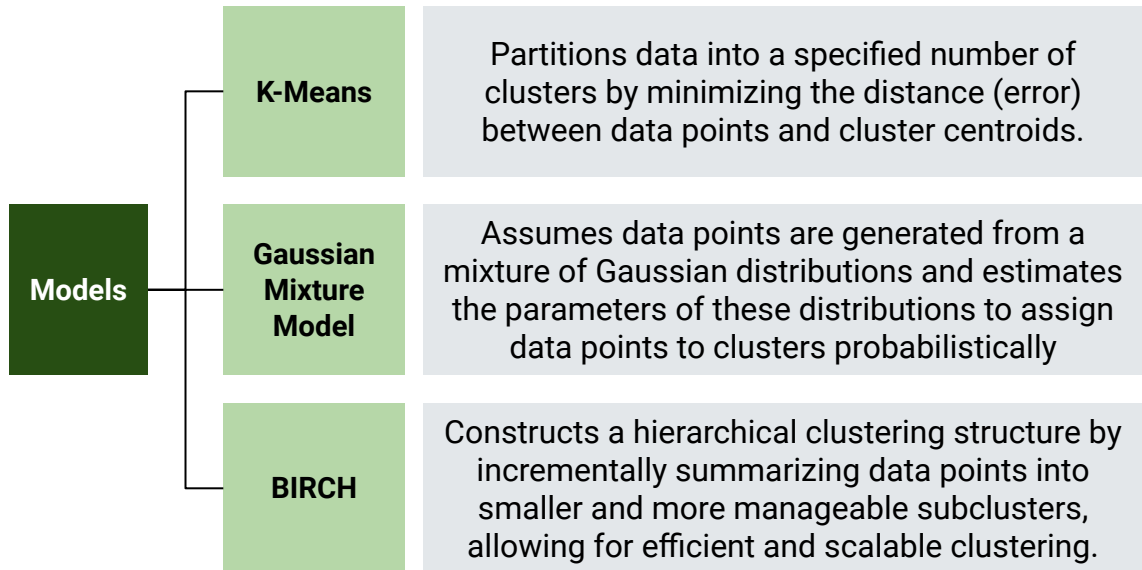 Models
K-Means
Partitions data into a specified number of
clusters by minimizing the distance (error)
between data points and cluster centroids.
Gaussian
Mixture
Model
Assumes data points are generated from a
mixture of Gaussian distributions and estimates
the parameters of these distributions to assign
data points to clusters probabilistically
BIRCH
Constructs a hierarchical clustering structure by
incrementally summarizing data points into
smaller and more manageable subclusters,
allowing for efficient and scalable clustering.